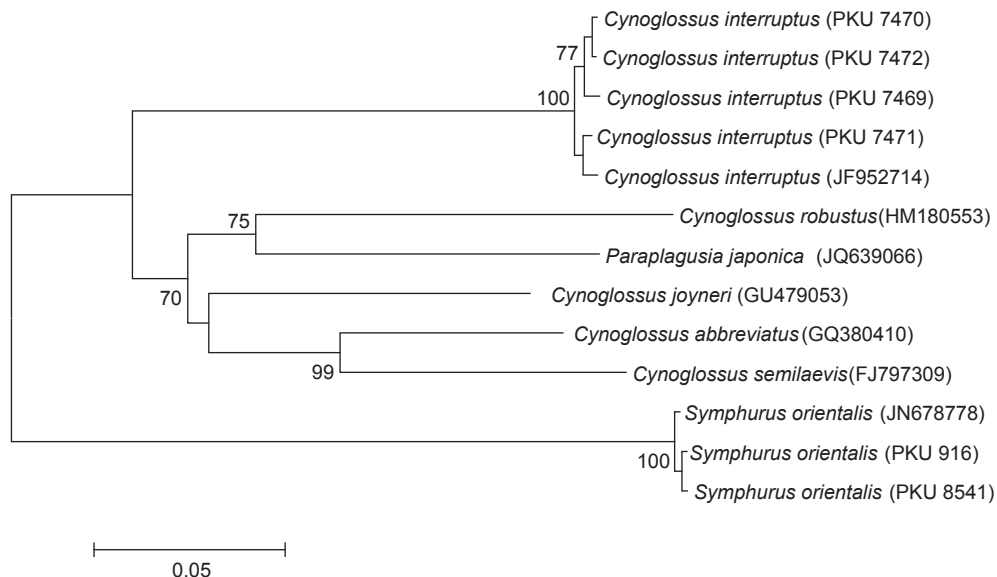 Cynoglossus interruptus (PKU 7470)
77
Cynoglossus interruptus (PKU 7472)
100
Cynoglossus interruptus (PKU 7469)
Cynoglossus interruptus (PKU 7471)
Cynoglossus interruptus (JF952714)
75
Cynoglossus robustus(HM180553)
Paraplagusia japonica (JQ639066)
70
Cynoglossus joyneri (GU479053)
Cynoglossus abbreviatus(GQ380410)
99
Cynoglossus semilaevis(FJ797309)
Symphurus orientalis (JN678778)
100
Symphurus orientalis (PKU 916)
Symphurus orientalis (PKU 8541)
0.05